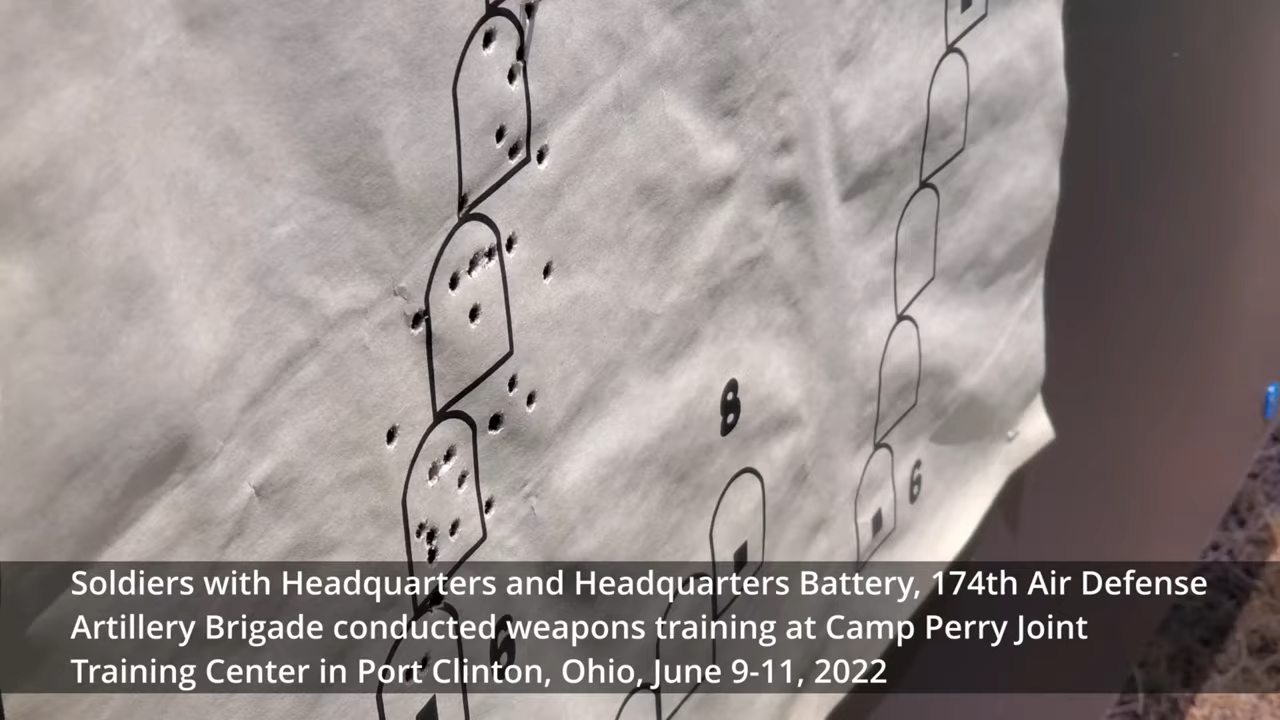 8
6
6
Soldiers with Headquarters and Headquarters Battery, 174th Air Defense
Artillery Brigade conducted weapons training at Camp Perry Joint
Training Center in Port Clinton, Ohio, June 9-11, 2022